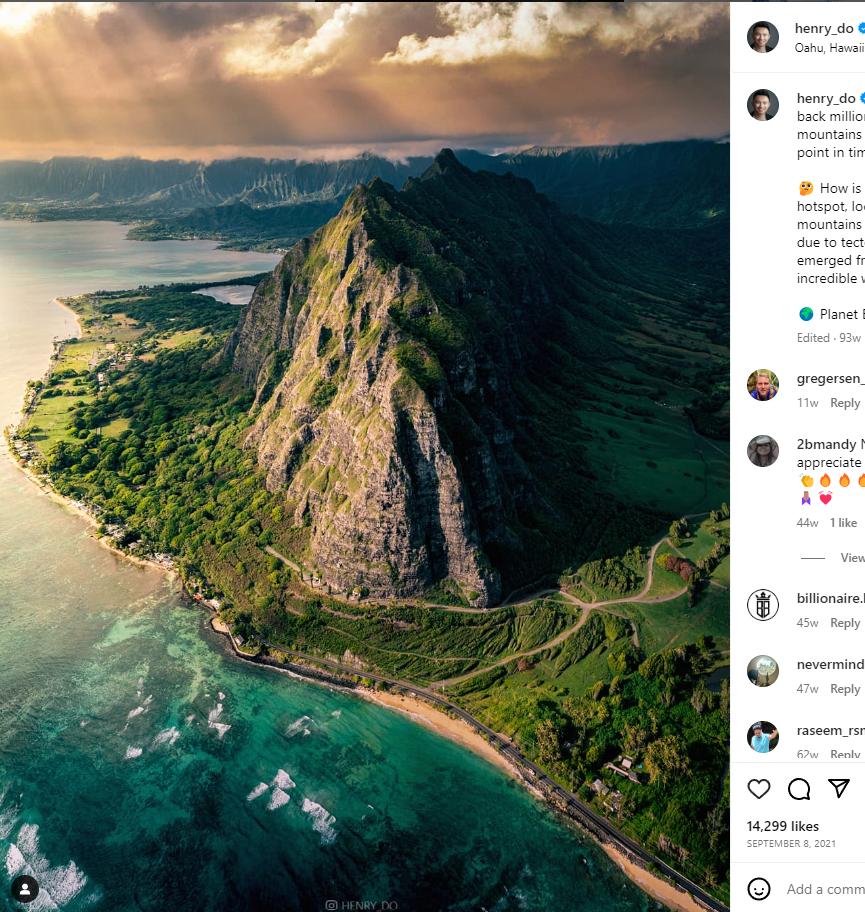 henry_do
Oahu, Hawaii
henry_do
back million
mountains
point in tim
How is
hotspot, loc
mountains
due to tect
emerged fr
incredible w
Planet E
Edited · 93w
gregersen_
11w Reply
2bmandy N
appreciate
44w 1 like
View
billionaire.l
45w Reply
nevermind
47w Reply
raseem_rsm
62w Reply
14,299 likes
SEPTEMBER 8, 2021
Add a comm
HENRY_DO